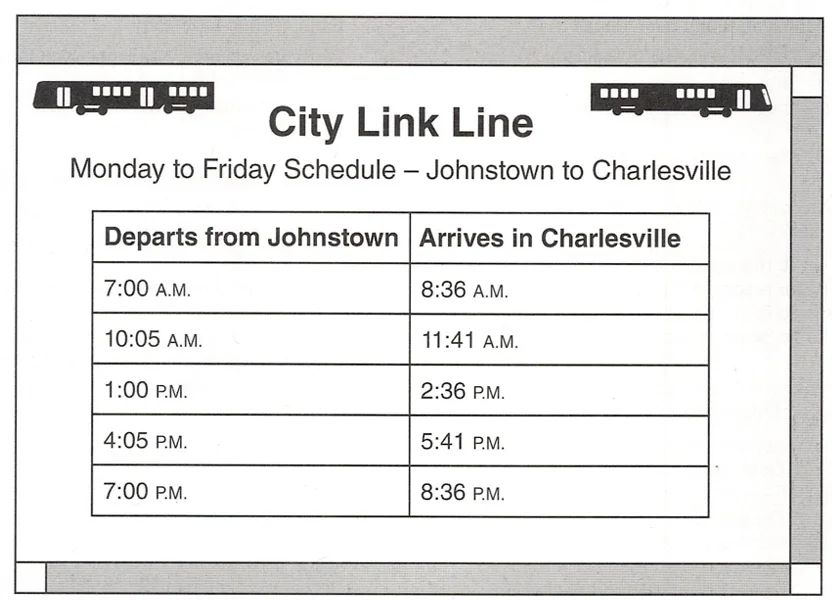 City Link Line
Monday to Friday Schedule – Johnstown to Charlesville
Departs from Johnstown Arrives in Charlesville
7:00 A.M. 8:36 A.M.
10:05 A.M. 11:41 A.M.
1:00 P.M. 2:36 P.M.
4:05 P.M. 5:41 P.M.
7:00 P.M. 8:36 P.M.